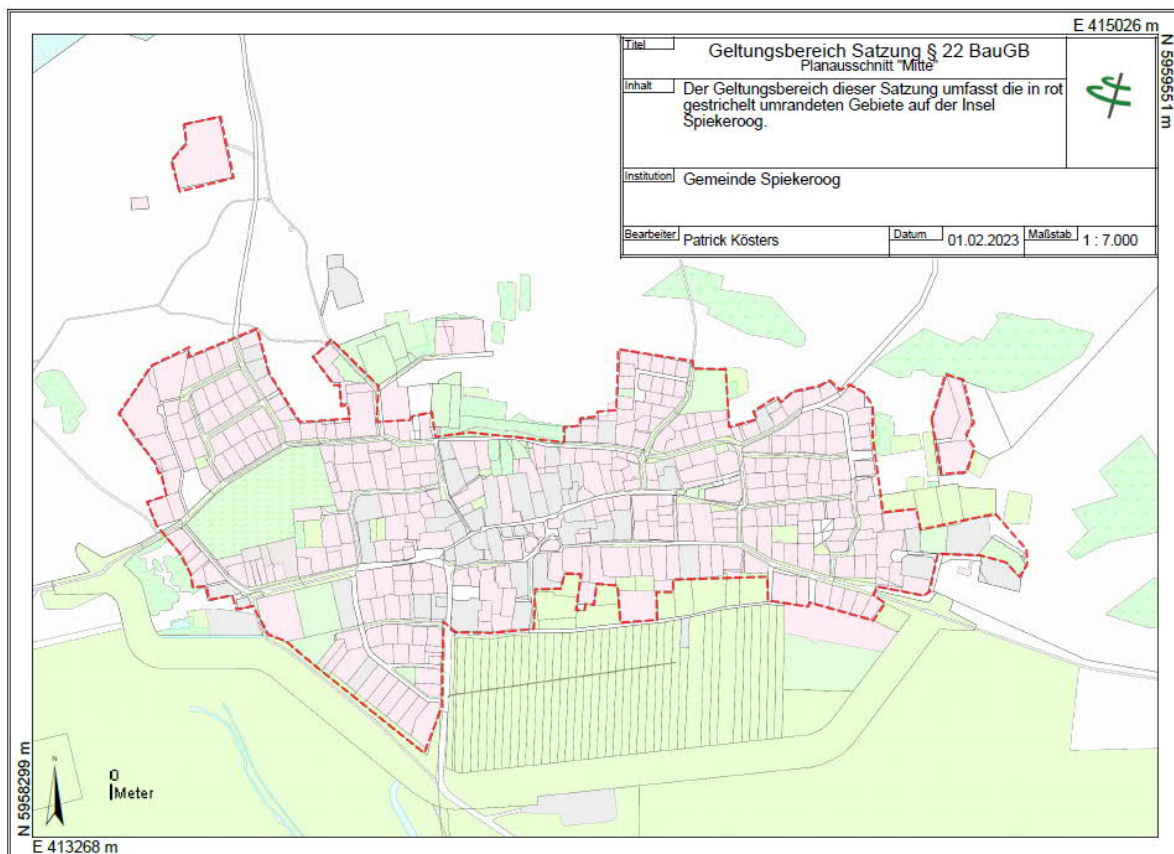 E 415026 m
N 5959551 m
Titel
Geltungsbereich Satzung § 22 BauGB
Planausschnitt "Mitte"
Inhalt
Der Geltungsbereich dieser Satzung umfasst die in rot
gestrichelt umrandeten Gebiete auf der Insel
Spiekeroog.
Institution
Gemeinde Spiekeroog
Bearbeiter
Patrick Kösters
Datum
01.02.2023
Maßstab
1 : 7.000
N
0
Meter
N 5958299 m
E 413268 m